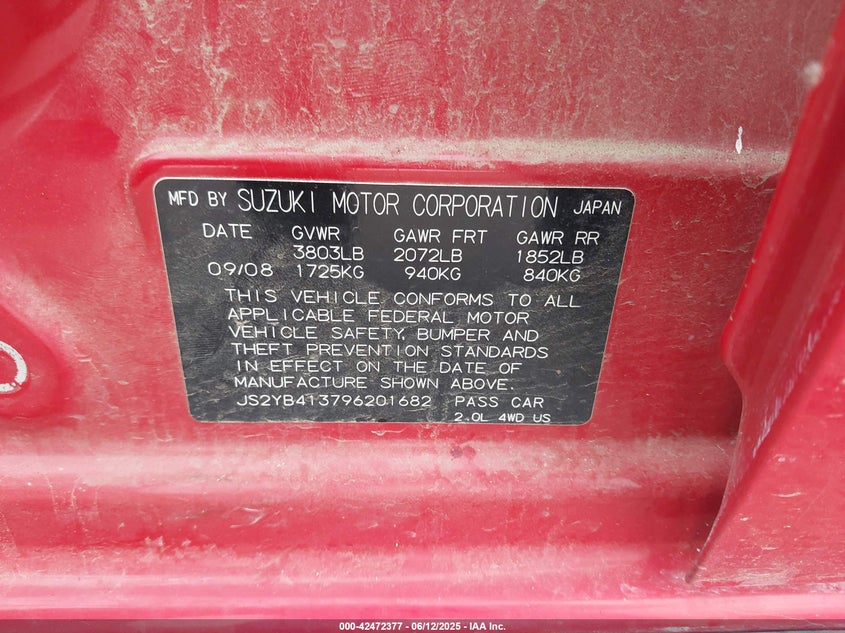 MFD BY SUZUKI MOTOR CORPORATION JAPAN
DATE GVWR GAWR FRT GAWR RR
3803LB 2072LB 1852LB
09/08 1725KG 940KG 840KG
THIS VEHICLE CONFORMS TO ALL
APPLICABLE FEDERAL MOTOR
VEHICLE SAFETY, BUMPER AND
THEFT PREVENTION STANDARDS
IN EFFECT ON THE DATE OF
MANUFACTURE SHOWN ABOVE.
JS2YB413796201682 PASS CAR
2.0L 4WD US
000-42472377 - 06/12/2025 - IAA Inc.